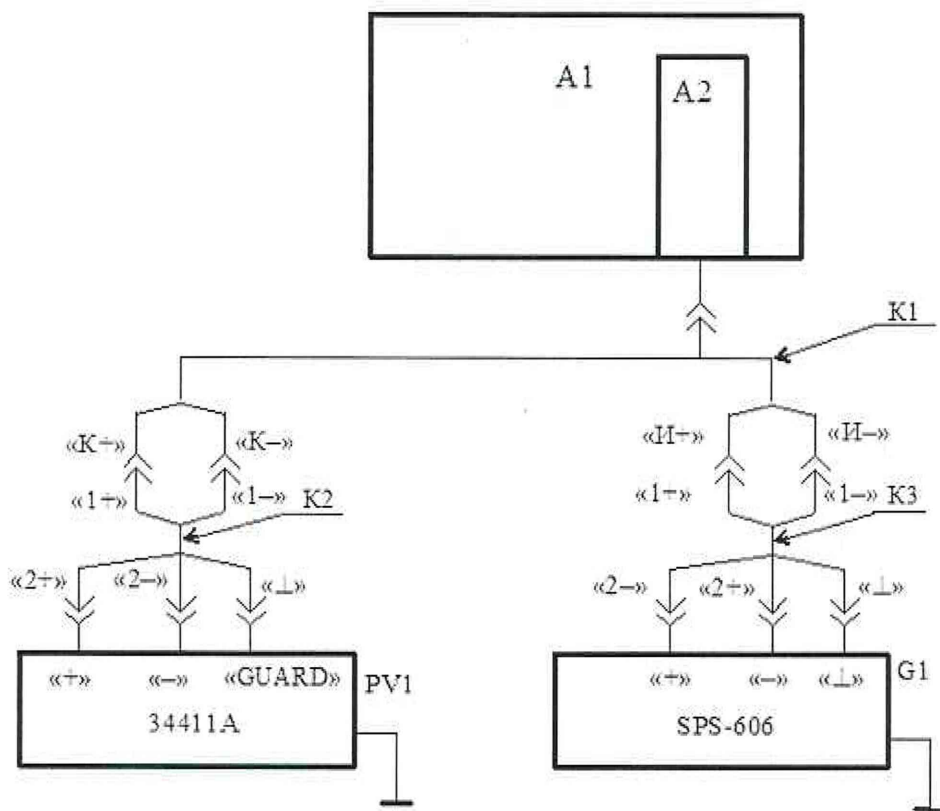 A1
A2
K1
«K+» «K–» «И+» «И–»
«1+» «1–» K2 «1+» «1–» K3
«2+» «2–» «⊥» «2–» «2+» «⊥»
«+» «–» «GUARD» PV1 «+» «–» «⊥» G1
34411A SPS-606